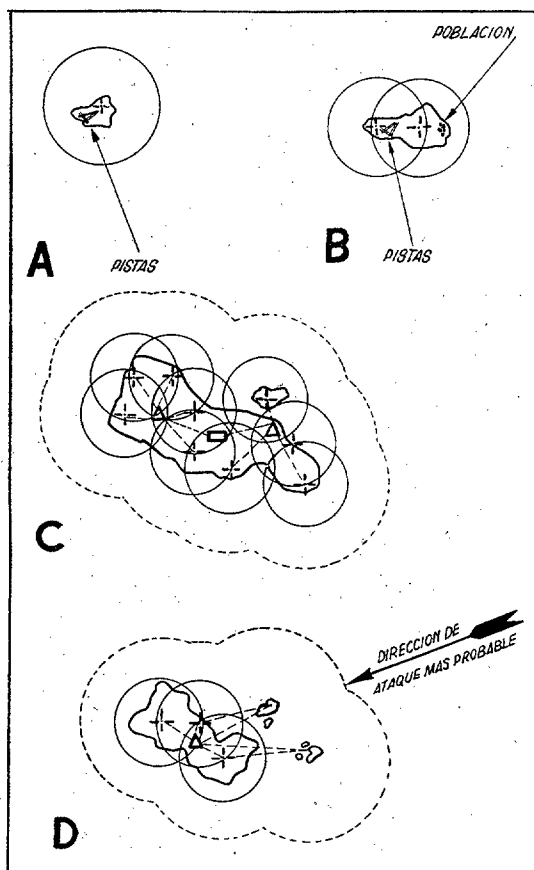 POBLACION
A
PISTAS
B
PISTAS
C
DIRECCION DE
ATAQUE MAS PROBABLE
D